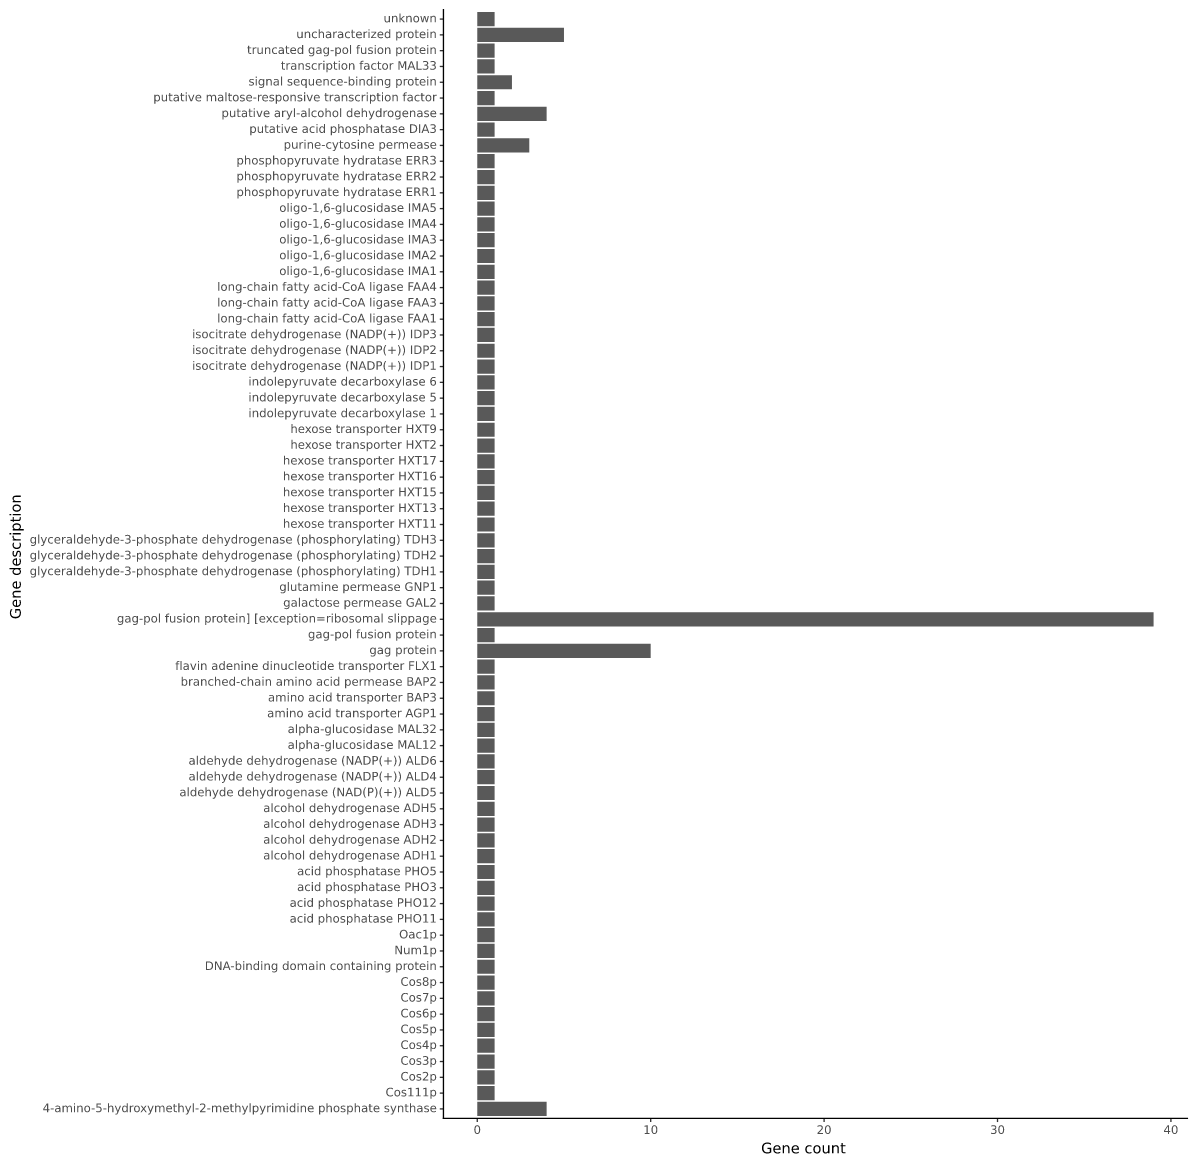 unknown
uncharacterized protein
truncated gag-pol fusion protein
transcription factor MAL33
signal sequence-binding protein
putative maltose-responsive transcription factor
putative aryl-alcohol dehydrogenase
putative acid phosphatase DIA3
purine-cytosine permease
phosphopyruvate hydratase ERR3
phosphopyruvate hydratase ERR2
phosphopyruvate hydratase ERR1
oligo-1,6-glucosidase IMA5
oligo-1,6-glucosidase IMA4
oligo-1,6-glucosidase IMA3
oligo-1,6-glucosidase IMA2
oligo-1,6-glucosidase IMA1
long-chain fatty acid-CoA ligase FAA4
long-chain fatty acid-CoA ligase FAA3
long-chain fatty acid-CoA ligase FAA1
isocitrate dehydrogenase (NADP(+)) IDP3
isocitrate dehydrogenase (NADP(+)) IDP2
isocitrate dehydrogenase (NADP(+)) IDP1
indolepyruvate decarboxylase 6
indolepyruvate decarboxylase 5
indolepyruvate decarboxylase 1
hexose transporter HXT9
hexose transporter HXT2
hexose transporter HXT17
hexose transporter HXT16
hexose transporter HXT15
hexose transporter HXT13
hexose transporter HXT11
glyceraldehyde-3-phosphate dehydrogenase (phosphorylating) TDH3
glyceraldehyde-3-phosphate dehydrogenase (phosphorylating) TDH2
glyceraldehyde-3-phosphate dehydrogenase (phosphorylating) TDH1
glutamine permease GNP1
galactose permease GAL2
gag-pol fusion protein] [exception=ribosomal slippage
gag-pol fusion protein
gag protein
flavin adenine dinucleotide transporter FLX1
branched-chain amino acid permease BAP2
amino acid transporter BAP3
amino acid transporter AGP1
alpha-glucosidase MAL32
alpha-glucosidase MAL12
aldehyde dehydrogenase (NADP(+)) ALD6
aldehyde dehydrogenase (NADP(+)) ALD4
aldehyde dehydrogenase (NAD(P)(+)) ALD5
alcohol dehydrogenase ADH5
alcohol dehydrogenase ADH3
alcohol dehydrogenase ADH2
alcohol dehydrogenase ADH1
acid phosphatase PHO5
acid phosphatase PHO3
acid phosphatase PHO12
acid phosphatase PHO11
Oac1p
Num1p
DNA-binding domain containing protein
Cos8p
Cos7p
Cos6p
Cos5p
Cos4p
Cos3p
Cos2p
Cos111p
4-amino-5-hydroxymethyl-2-methylpyrimidine phosphate synthase
Gene description
0 10 20 30 40
Gene count